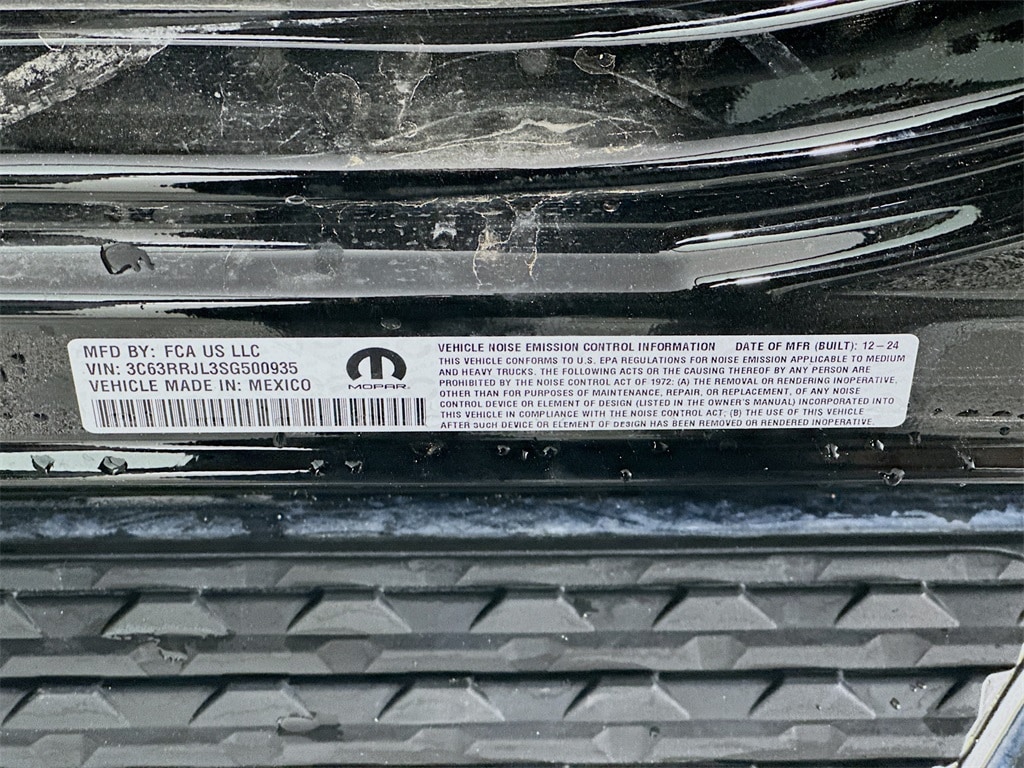 MFD BY: FCA US LLC
VIN: 3C63RRJL3SG500935
VEHICLE MADE IN: MEXICO
MOPAR
VEHICLE NOISE EMISSION CONTROL INFORMATION DATE OF MFR (BUILT): 12-24
THIS VEHICLE CONFORMS TO U.S. EPA REGULATIONS FOR NOISE EMISSION APPLICABLE TO MEDIUM
AND HEAVY TRUCKS. THE FOLLOWING ACTS OR THE CAUSING THEREOF BY ANY PERSON
PROHIBITED BY THE NOISE CONTROL ACT OF 1972: (A) THE REMOVAL OR RENDERING INOPERATIVE,
OTHER THAN FOR PURPOSES OF MAINTENANCE, REPAIR, OR REPLACEMENT, OF ANY NOISE
CONTROL DEVICE OR ELEMENT OF DESIGN (LISTED IN THE OWNER'S MANUAL) INCORPORATED INTO
THIS VEHICLE IN COMPLIANCE WITH THE NOISE CONTROL ACT; (B) THE USE OF THIS VEHICLE
AFTER SUCH DEVICE OR ELEMENT OF DESIGN HAS BEEN REMOVED OR RENDERED INOPERATIVE.